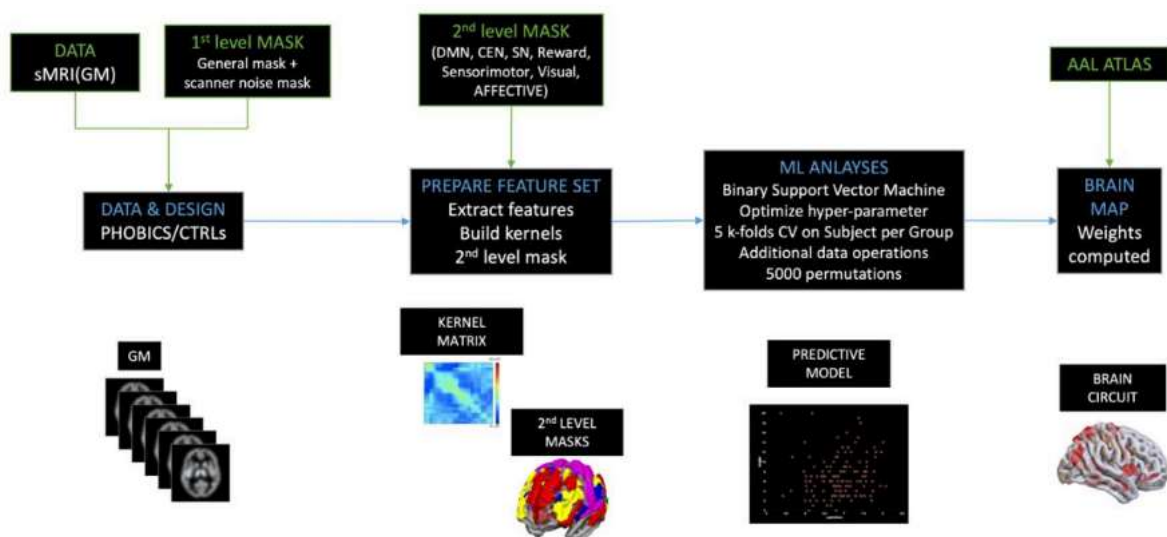 DATA
sMRI(GM)
1st level MASK
General mask +
scanner noise mask
2nd level MASK
(DMN, CEN, SN, Reward,
Sensorimotor, Visual,
AFFECTIVE)
AAL ATLAS
DATA & DESIGN
PHOBICS/CTRLs
PREPARE FEATURE SET
Extract features
Build kernels
2nd level mask
ML ANLAYSES
Binary Support Vector Machine
Optimize hyper-parameter
5 k-folds CV on Subject per Group
Additional data operations
5000 permutations
BRAIN
MAP
Weights
computed
GM
KERNEL
MATRIX
2nd LEVEL
MASKS
PREDICTIVE
MODEL
BRAIN
CIRCUIT